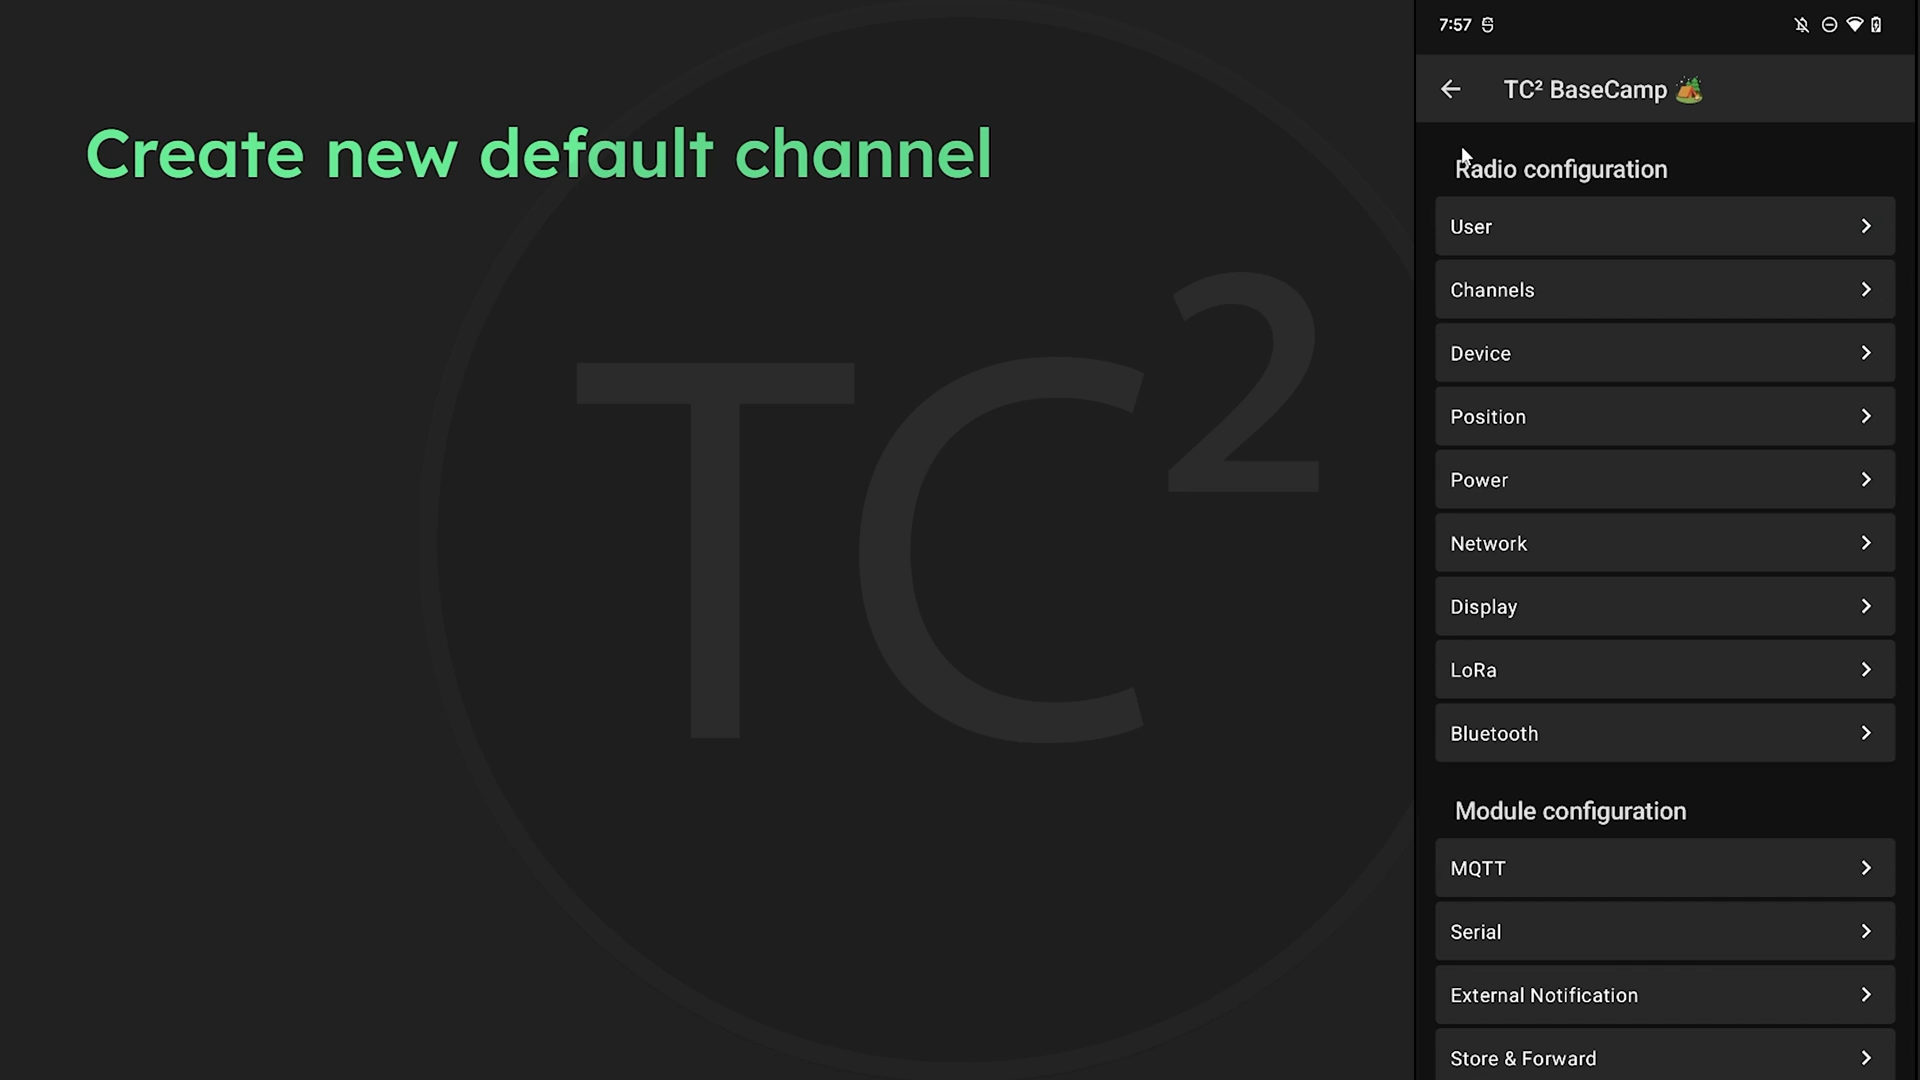 Create new default channel
TC²
7:57
TC² BaseCamp 🏕️
Radio configuration
User
Channels
Device
Position
Power
Network
Display
LoRa
Bluetooth
Module configuration
MQTT
Serial
External Notification
Store & Forward